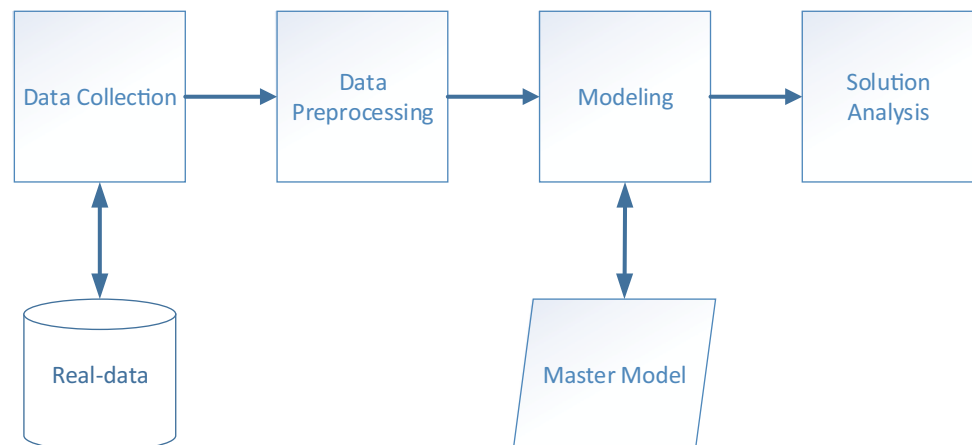 Data Collection
Data
Preprocessing
Modeling
Solution
Analysis
Real-data
Master Model